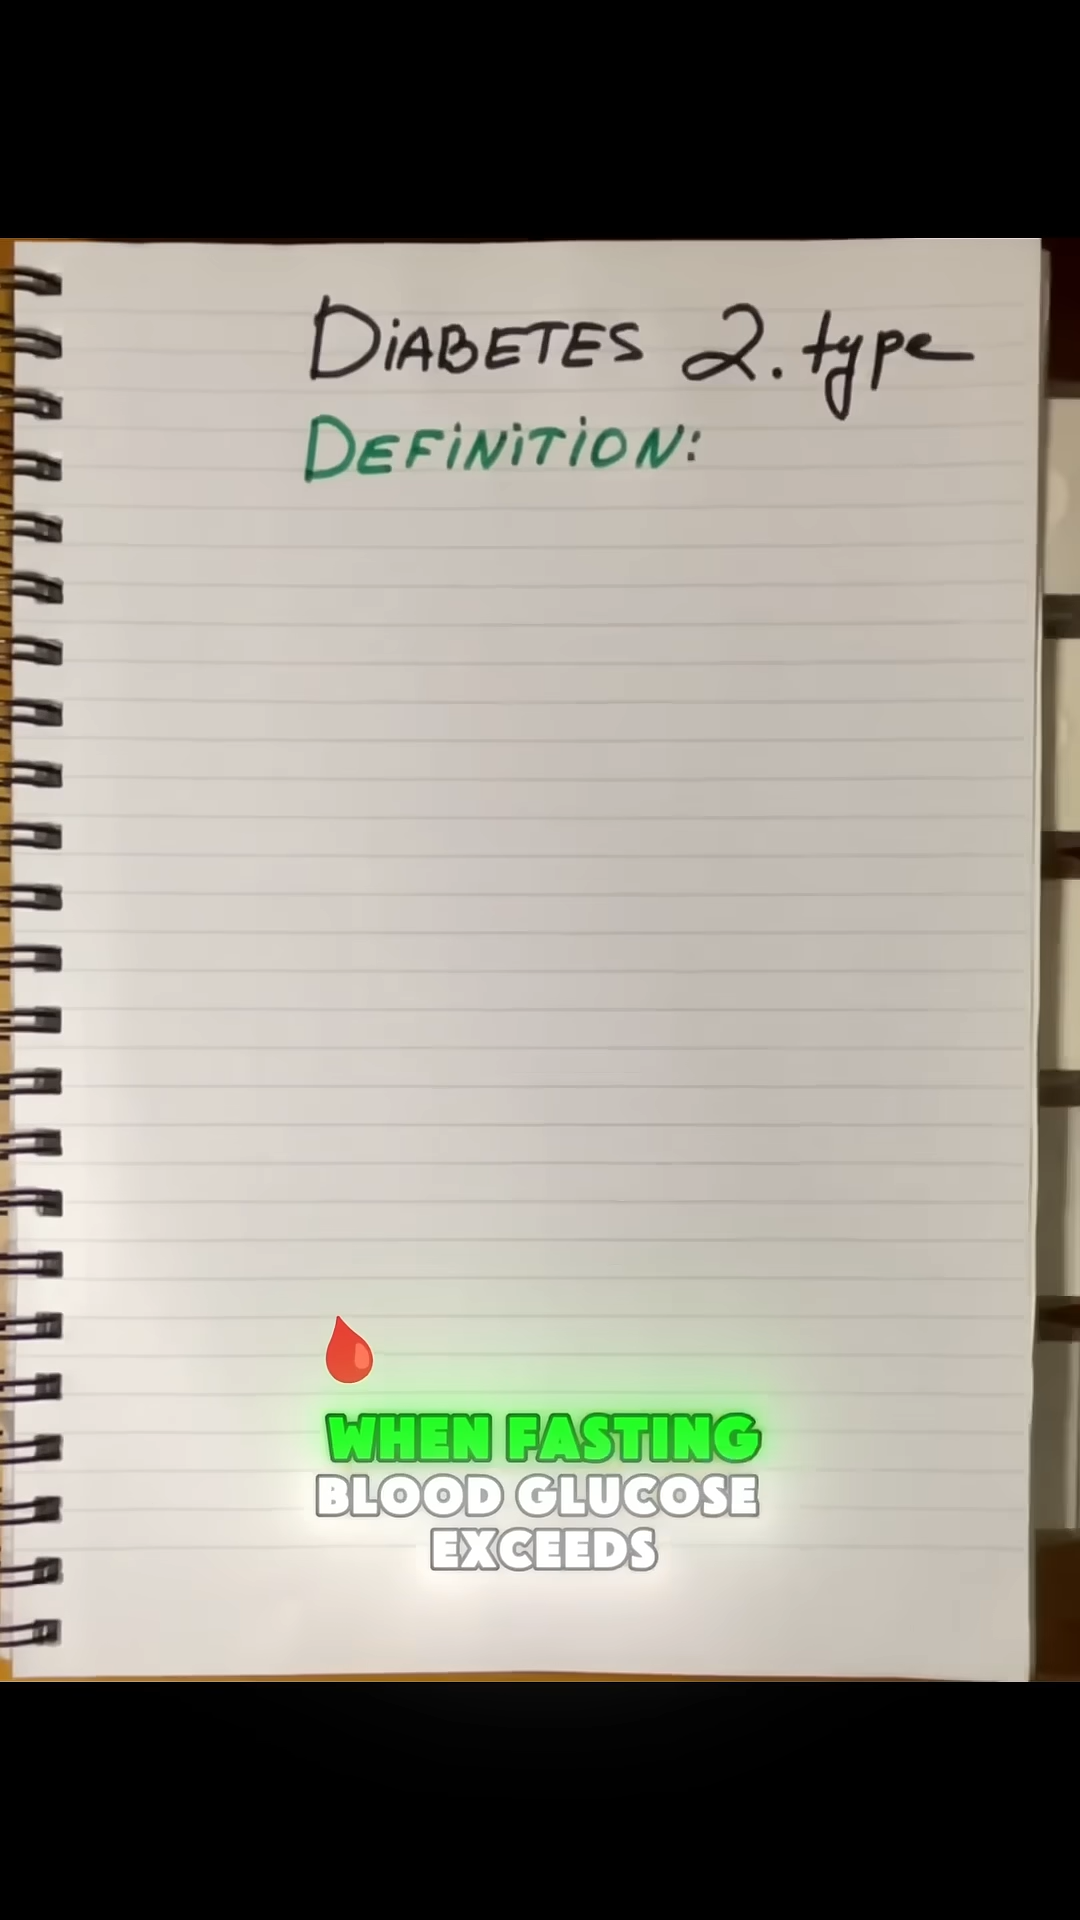 DiABETES 2. type
DEFiNiTiON:
WHEN FASTING
BLOOD GLUCOSE
EXCEEDS